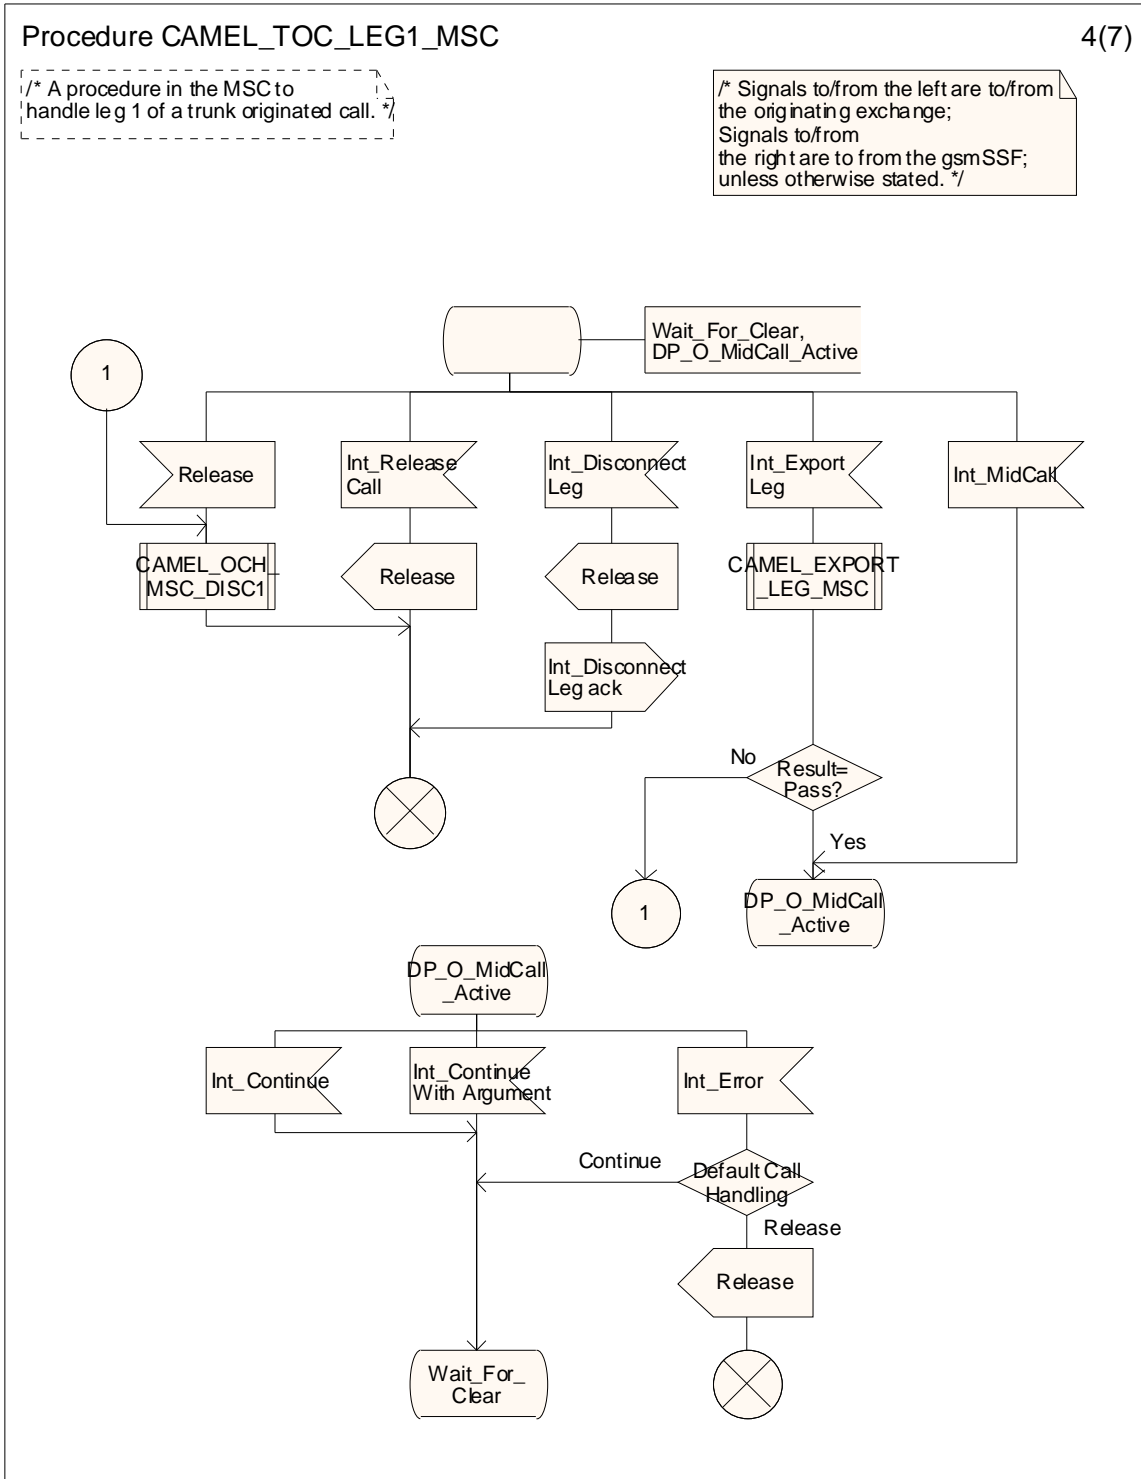 Procedure CAMEL_TOC_LEG1_MSC
4(7)
/* A procedure in the MSC to
handle leg 1 of a trunk originated call. */
/* Signals to/from the left are to/from
the originating exchange;
Signals to/from
the right are to from the gsmSSF;
unless otherwise stated. */
Wait_For_Clear,
DP_O_MidCall_Active
1
Release
Int_Release
Call
Int_Disconnect
Leg
Int_Export
Leg
Int_MidCall
CAMEL_OCH_
MSC_DISC1
Release
Release
CAMEL_EXPORT
_LEG_MSC
Int_Disconnect
Leg ack
No
Result=
Pass?
Yes
1
DP_O_MidCall
_Active
DP_O_MidCall
_Active
Int_Continue
Int_Continue
With Argument
Int_Error
Continue
Default Call
Handling
Release
Release
Wait_For_
Clear